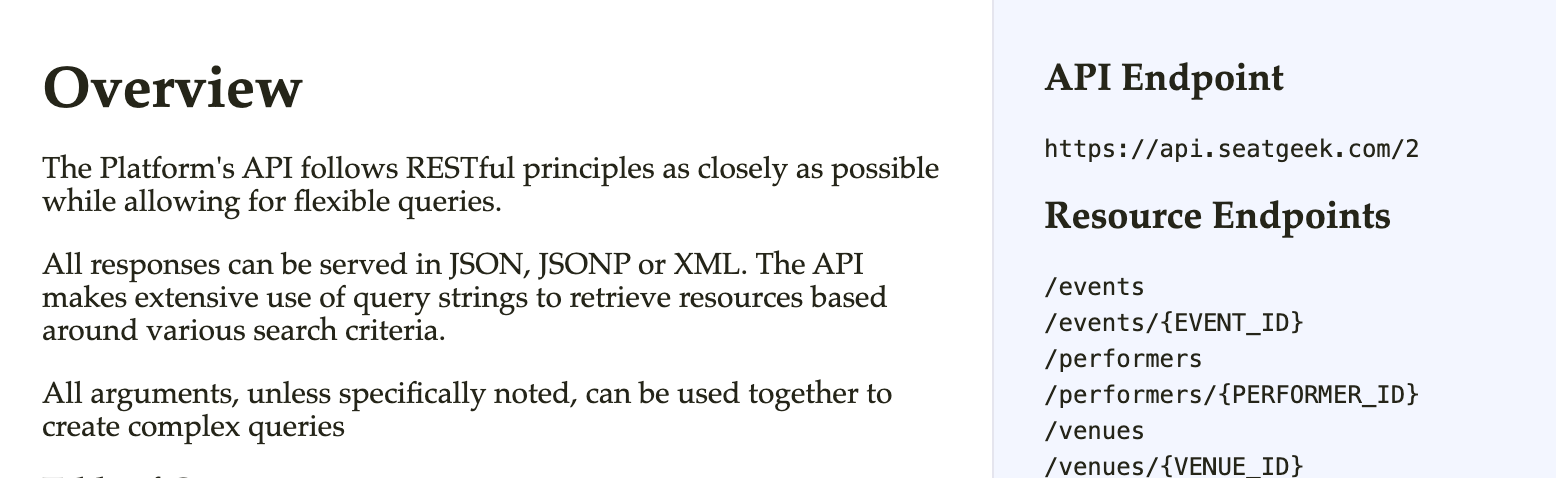 Overview
The Platform's API follows RESTful principles as closely as possible
while allowing for flexible queries.
All responses can be served in JSON, JSONP or XML. The API
makes extensive use of query strings to retrieve resources based
around various search criteria.
All arguments, unless specifically noted, can be used together to
create complex queries
API Endpoint
https://api.seatgeek.com/2
Resource Endpoints
/events
/events/{EVENT_ID}
/performers
/performers/{PERFORMER_ID}
/venues
/venues/{VENUE_ID}